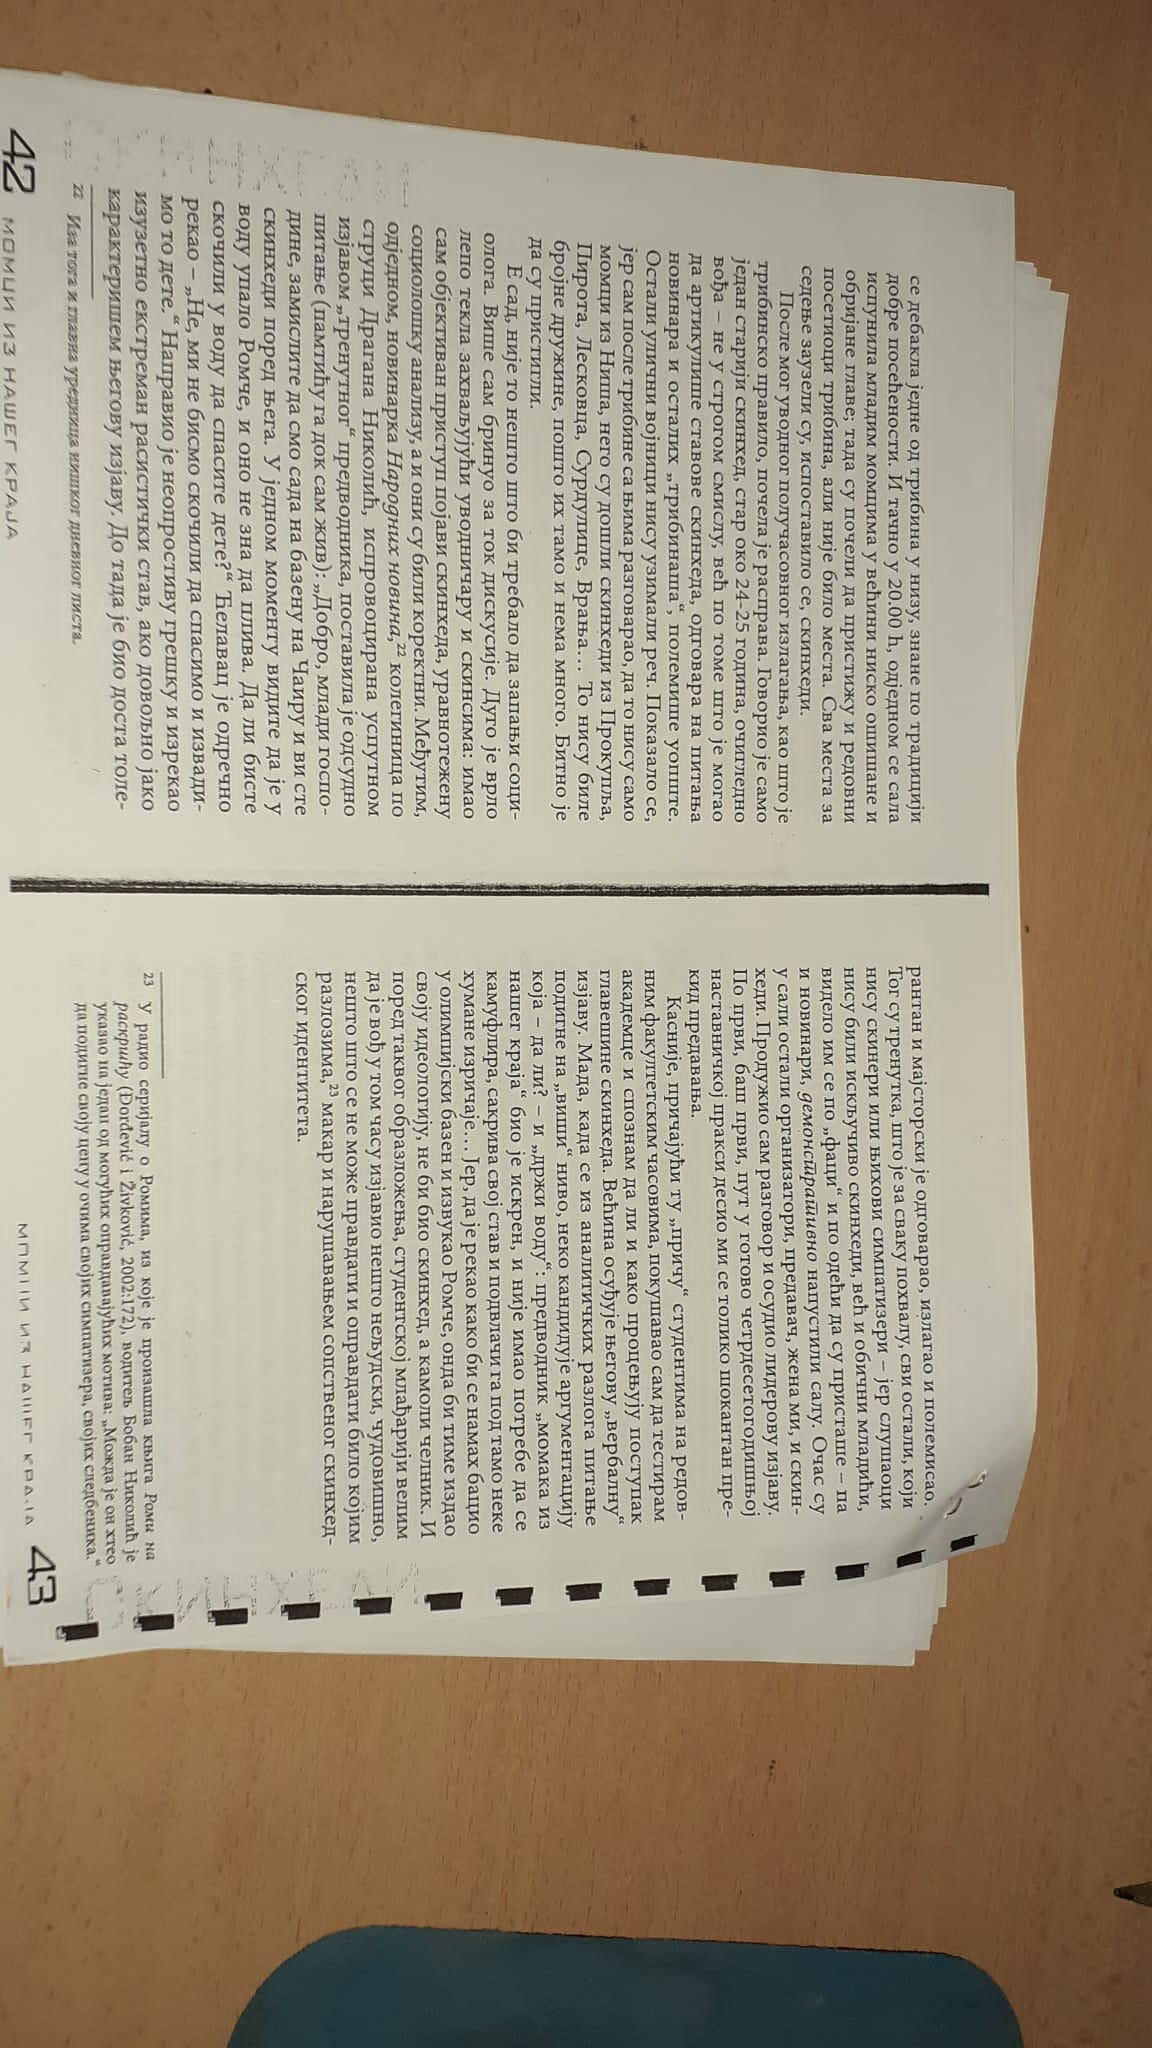 се дебакла једне од трибина у низу, знане по традицији
добре посећености. И тачно у 20.00 h, одједном се сала
испунила младим момцима у већини ниско ошишане и
обријане главе; тада су почели да пристижу и редовни
посетиоци трибина, али није било места. Сва места за
седење заузели су, испоставило се, скинхеди.
После мог уводног получасовног излагања, као што је
трибинско правило, почела је расправа. Говорио је само
један старији скинхед, стар око 24–25 година, очигледно
вођа – не у строгом смислу, већ по томе што је могао
да артикулише ставове скинхеда, одговара на питања
новинара и осталих „трибинаша“, полемише уопште.
Остали улични војници нису узимали реч. Показало се,
јер сам после трибине са њима разговарао, да то нису само
момци из Ниша, него су дошли скинхеди из Прокупља,
Пирота, Лесковца, Сурдулице, Врања... То нису биле
бројне дружине, пошто их тамо и нема много. Битно је
да су пристигли.
Е сад, није то нешто што би требало да запањи соци-
олога. Више сам бринуо за ток дискусије. Дуго је врло
лепо текла захваљујући уводничару и скинсима: имао
сам објективан приступ појави скинхеда, уравнотежену
социолошку анализу, а и они су били коректни. Међутим,
одједном, новинарка Народних новина,²² колегиница по
струци Драгана Николић, испровоцирана успутном
изјавом „тренутног“ предводника, поставила је одсудно
питање (памтићу га док сам жив): „Добро, млади госпо-
дине, замислите да смо сада на базену на Чаиру и ви сте
скинхеди поред њега. У једном моменту видите да је у
воду упало Ромче, и оно не зна да плива. Да ли бисте
скочили у воду да спасите дете?“ Ћелавац је одречно
рекао – „Не, ми не бисмо скочили да спасимо и извади-
мо то дете.“ Направио је неопростиву грешку и изрекао
изузетно екстреман расистички став, ако довољно јако
карактеришем његову изјаву. До тада је био доста толе-
²² Иза тога и главна уредница нишког дневног листа.
42 МОМЦИ ИЗ НАШЕГ КРАЈА
рантан и мајсторски је одговарао, излагао и полемисао.
Тог су тренутка, што је за сваку похвалу, сви остали, који
нису скинери или њихови симпатизери – јер слушаоци
нису били искључиво скинхеди, већ и обични младићи,
видело им се по „фаци“ и по одећи да су присташе – па
и новинари, демонстративно напустили салу. Очас су
у сали остали организатори, предавач, жена ми, и скин-
хеди. Продужио сам разговор и осудио лидерову изјаву.
По први, баш први, пут у готово четрдесетогодишњој
наставничкој пракси десио ми се толико шокантан пре-
кид предавања.
Касније, причајући ту „причу“ студентима на редов-
ним факултетским часовима, покушавао сам да тестирам
академце и спознам да ли и како процењују поступак
главешине скинхеда. Већина осуђује његову „вербалну“
изјаву. Мада, када се из аналитичких разлога питање
подигне на „виши“ ниво, неко кандидује аргументацију
која – да ли? – и „држи воду“: предводник „момака из
нашег краја“ био је искрен, и није имао потребе да се
камуфлира, сакрива свој став и подвлачи га под тамо неке
хумане изричаје... Јер, да је рекао како би се намах бацио
у олимпијски базен и извукао Ромче, онда би тиме издао
своју идеологију, не би био скинхед, а камоли челник. И
поред таквог образложења, студентској млађарији велим
да је вођ у том часу изјавио нешто нељудски, чудовишно,
нешто што се не може правдати и оправдати било којим
разлозима,²³ макар и нарушавањем сопственог скинхед-
ског идентитета.
²³ У радио серијалу о Ромима, из које је произашла књига Роми на
раскршћу (Đorđević i Živković, 2002:172), водитељ Бобан Николић је
указао на један од могућих оправдавајућих мотива: „Можда је он хтео
да подигне своју цену у очима својих симпатизера, својих следбеника.“
МОМЦИ ИЗ НАШЕГ КРАЈА 43